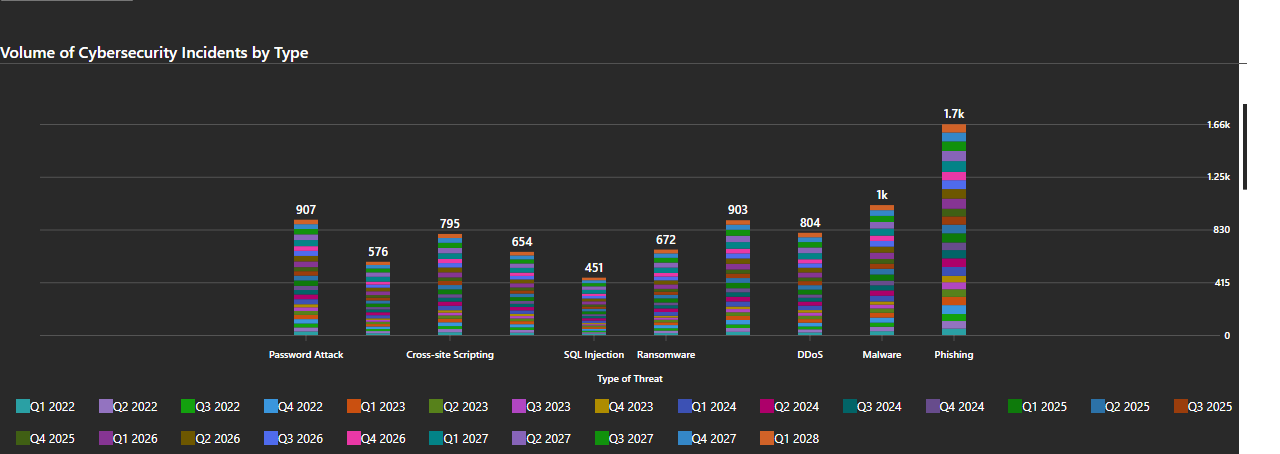 Volume of Cybersecurity Incidents by Type
1.7k
1.66k
1.25k
1k
907
903
795
804
830
654
672
576
451
415
0
Password Attack Cross-site Scripting SQL Injection Ransomware DDoS Malware Phishing
Type of Threat
Q1 2022 Q2 2022 Q3 2022 Q4 2022 Q1 2023 Q2 2023 Q3 2023 Q4 2023 Q1 2024 Q2 2024 Q3 2024 Q4 2024 Q1 2025 Q2 2025 Q3 2025
Q4 2025 Q1 2026 Q2 2026 Q3 2026 Q4 2026 Q1 2027 Q2 2027 Q3 2027 Q4 2027 Q1 2028